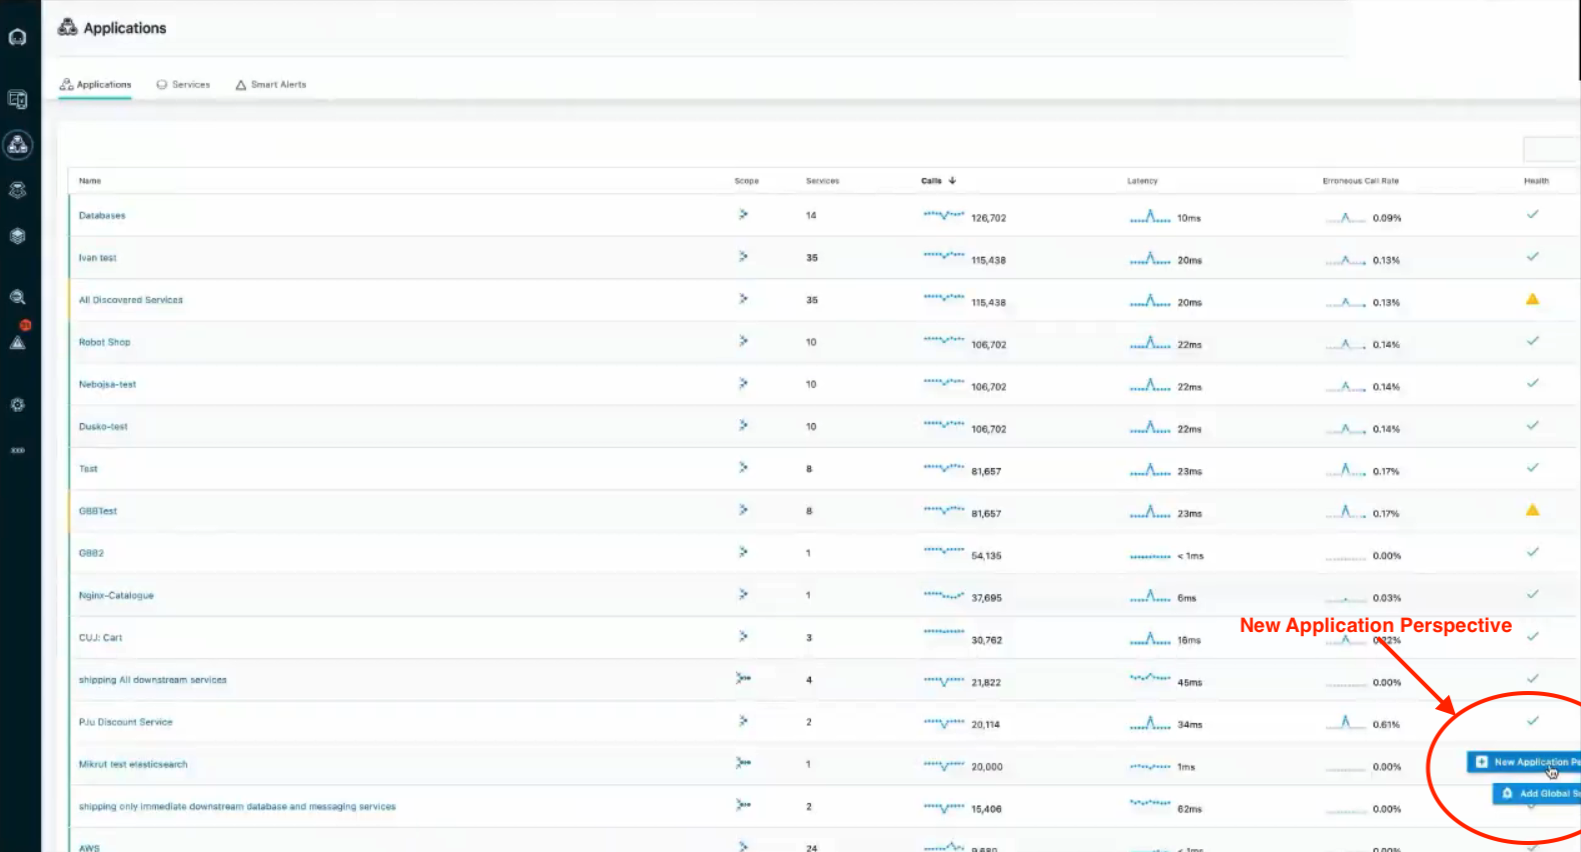 Applications
Applications Services Smart Alerts
Name Scope Services Calls Latency Erroneous Call Rate Health
Databases 14 126,702 10ms 0.09%
Ivan test 35 115,438 20ms 0.13%
All Discovered Services 35 115,438 20ms 0.13%
Robot Shop 10 106,702 22ms 0.14%
Nebojsa-test 10 106,702 22ms 0.14%
Dusko-test 10 106,702 22ms 0.14%
Test 8 81,657 23ms 0.17%
GBBTest 8 81,657 23ms 0.17%
GBB2 1 54,135 < 1ms 0.00%
Nginx-Catalogue 1 37,695 6ms 0.03%
New Application Perspective
CUJ: Cart 3 30,762 16ms
shipping All downstream services 4 21,822 45ms 0.00%
PJu Discount Service 2 20,114 34ms 0.61%
Mikrut test elasticsearch 1 20,000 1ms 0.00%
New Application Pe
Add Global Se
shipping only immediate downstream database and messaging services 2 15,406 62ms 0.00%
AWS 24 9,680 < 1ms 0.00%